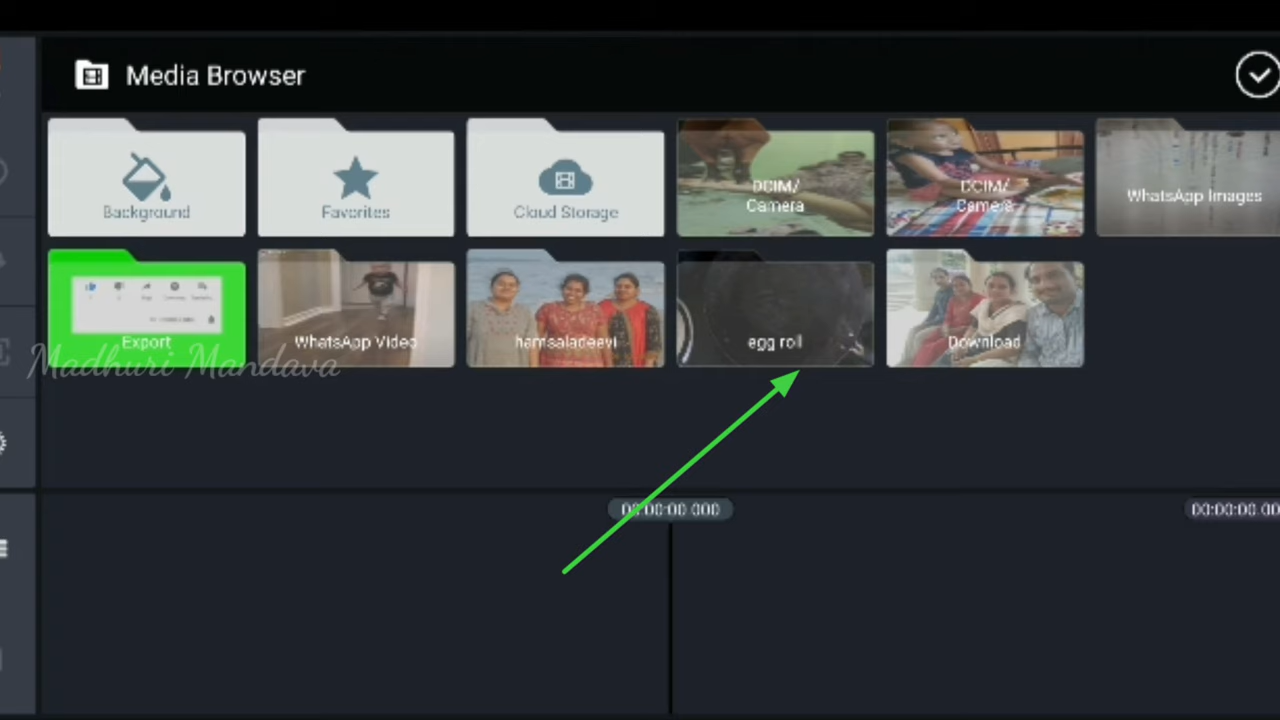 Media Browser
Background
Favorites
Cloud Storage
DCIM/
Camera
DCIM/
Camera
WhatsApp Images
Export
WhatsApp Video
hamsaladeevi
egg roll
Download
Madhuri Mandava
00:00:00.000
00:00:00.00